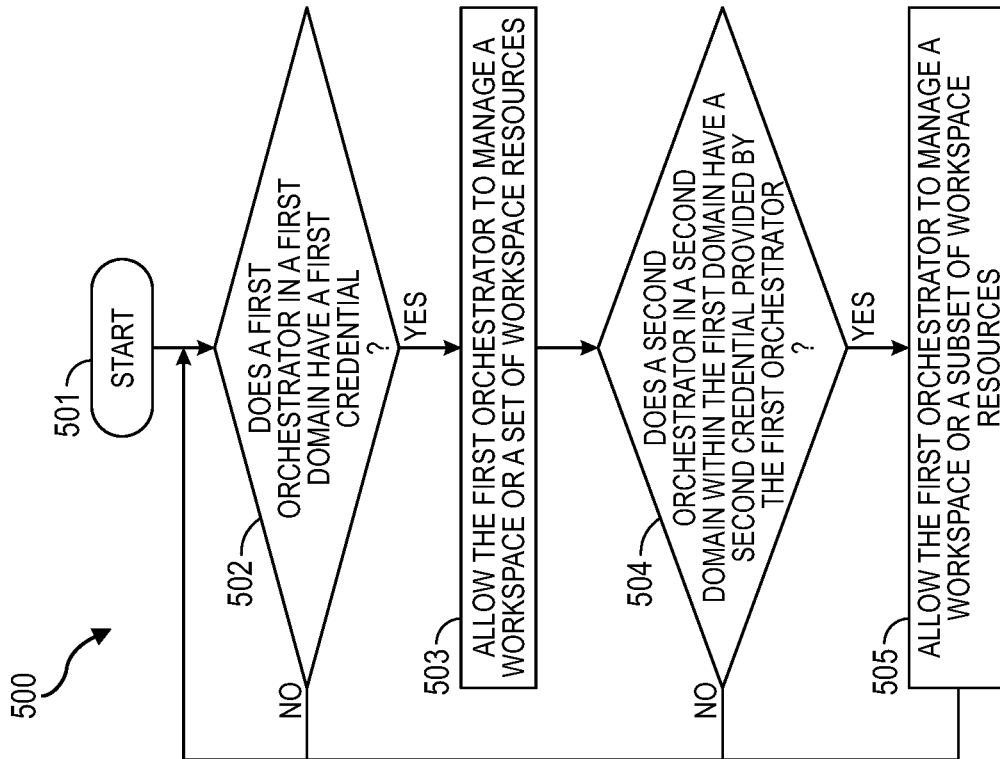 500
501
START
502
DOES A FIRST
ORCHESTRATOR IN A FIRST
DOMAIN HAVE A FIRST
CREDENTIAL
?
NO
YES
503
ALLOW THE FIRST ORCHESTRATOR TO MANAGE A
WORKSPACE OR A SET OF WORKSPACE RESOURCES
504
DOES A SECOND
ORCHESTRATOR IN A SECOND
DOMAIN WITHIN THE FIRST DOMAIN HAVE A
SECOND CREDENTIAL PROVIDED BY
THE FIRST ORCHESTRATOR
?
NO
YES
505
ALLOW THE FIRST ORCHESTRATOR TO MANAGE A
WORKSPACE OR A SUBSET OF WORKSPACE
RESOURCES